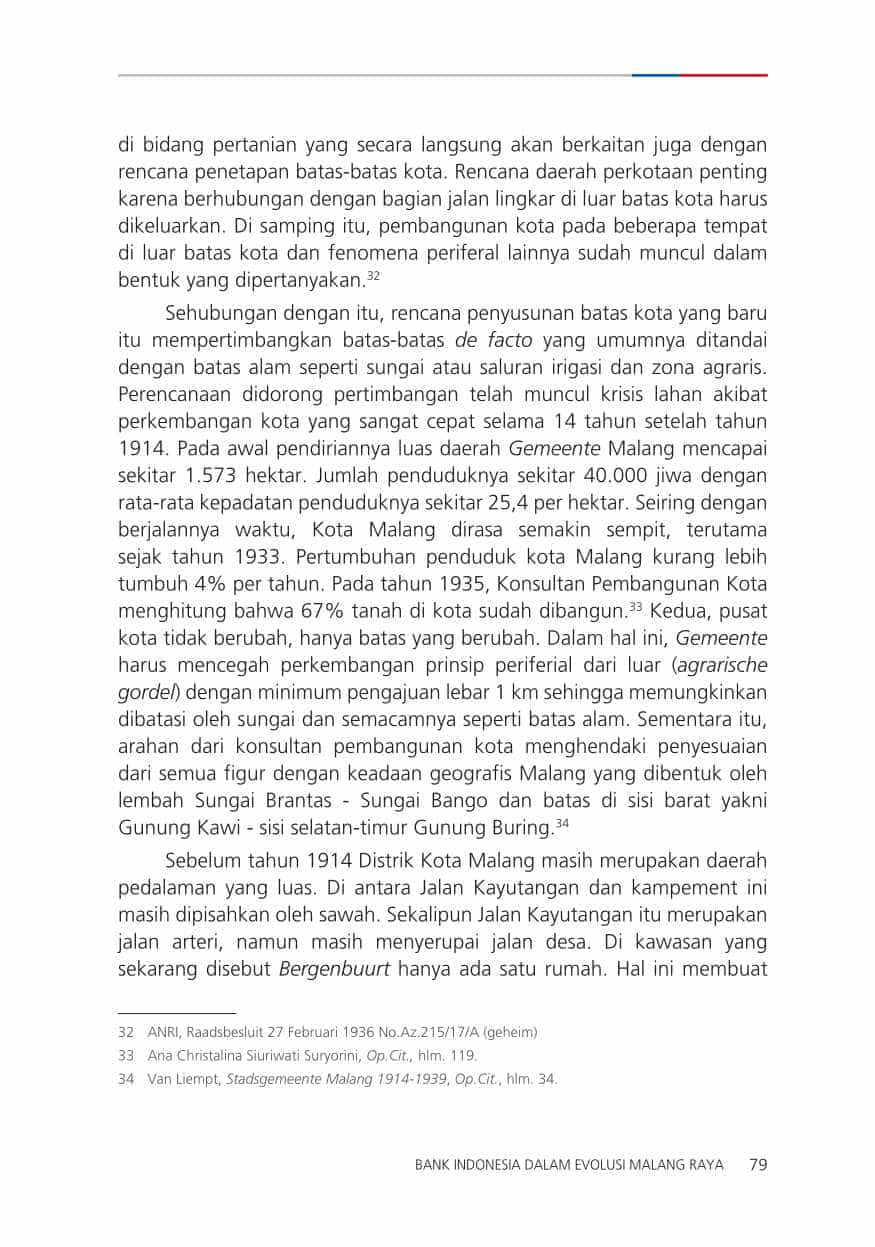 di bidang pertanian yang secara langsung akan berkaitan juga dengan
rencana penetapan batas-batas kota. Rencana daerah perkotaan penting
karena berhubungan dengan bagian jalan lingkar di luar batas kota harus
dikeluarkan. Di samping itu, pembangunan kota pada beberapa tempat
di luar batas kota dan fenomena periferal lainnya sudah muncul dalam
bentuk yang dipertanyakan.32
Sehubungan dengan itu, rencana penyusunan batas kota yang baru
itu mempertimbangkan batas-batas de facto yang umumnya ditandai
dengan batas alam seperti sungai atau saluran irigasi dan zona agraris.
Perencanaan didorong pertimbangan telah muncul krisis lahan akibat
perkembangan kota yang sangat cepat selama 14 tahun setelah tahun
1914. Pada awal pendiriannya luas daerah Gemeente Malang mencapai
sekitar 1.573 hektar. Jumlah penduduknya sekitar 40.000 jiwa dengan
rata-rata kepadatan penduduknya sekitar 25,4 per hektar. Seiring dengan
berjalannya waktu, Kota Malang dirasa semakin sempit, terutama
sejak tahun 1933. Pertumbuhan penduduk kota Malang kurang lebih
tumbuh 4% per tahun. Pada tahun 1935, Konsultan Pembangunan Kota
menghitung bahwa 67% tanah di kota sudah dibangun.33 Kedua, pusat
kota tidak berubah, hanya batas yang berubah. Dalam hal ini, Gemeente
harus mencegah perkembangan prinsip periferial dari luar (agrarische
gordel) dengan minimum pengajuan lebar 1 km sehingga memungkinkan
dibatasi oleh sungai dan semacamnya seperti batas alam. Sementara itu,
arahan dari konsultan pembangunan kota menghendaki penyesuaian
dari semua figur dengan keadaan geografis Malang yang dibentuk oleh
lembah Sungai Brantas - Sungai Bango dan batas di sisi barat yakni
Gunung Kawi - sisi selatan-timur Gunung Buring.34
Sebelum tahun 1914 Distrik Kota Malang masih merupakan daerah
pedalaman yang luas. Di antara Jalan Kayutangan dan kampement ini
masih dipisahkan oleh sawah. Sekalipun Jalan Kayutangan itu merupakan
jalan arteri, namun masih menyerupai jalan desa. Di kawasan yang
sekarang disebut Bergenbuurt hanya ada satu rumah. Hal ini membuat
32 ANRI, Raadsbesluit 27 Februari 1936 No.Az.215/17/A (geheim)
33 Ana Christalina Siuriwati Suryorini, Op.Cit., hlm. 119.
34 Van Liempt, Stadsgemeente Malang 1914-1939, Op.Cit., hlm. 34.
BANK INDONESIA DALAM EVOLUSI MALANG RAYA 79